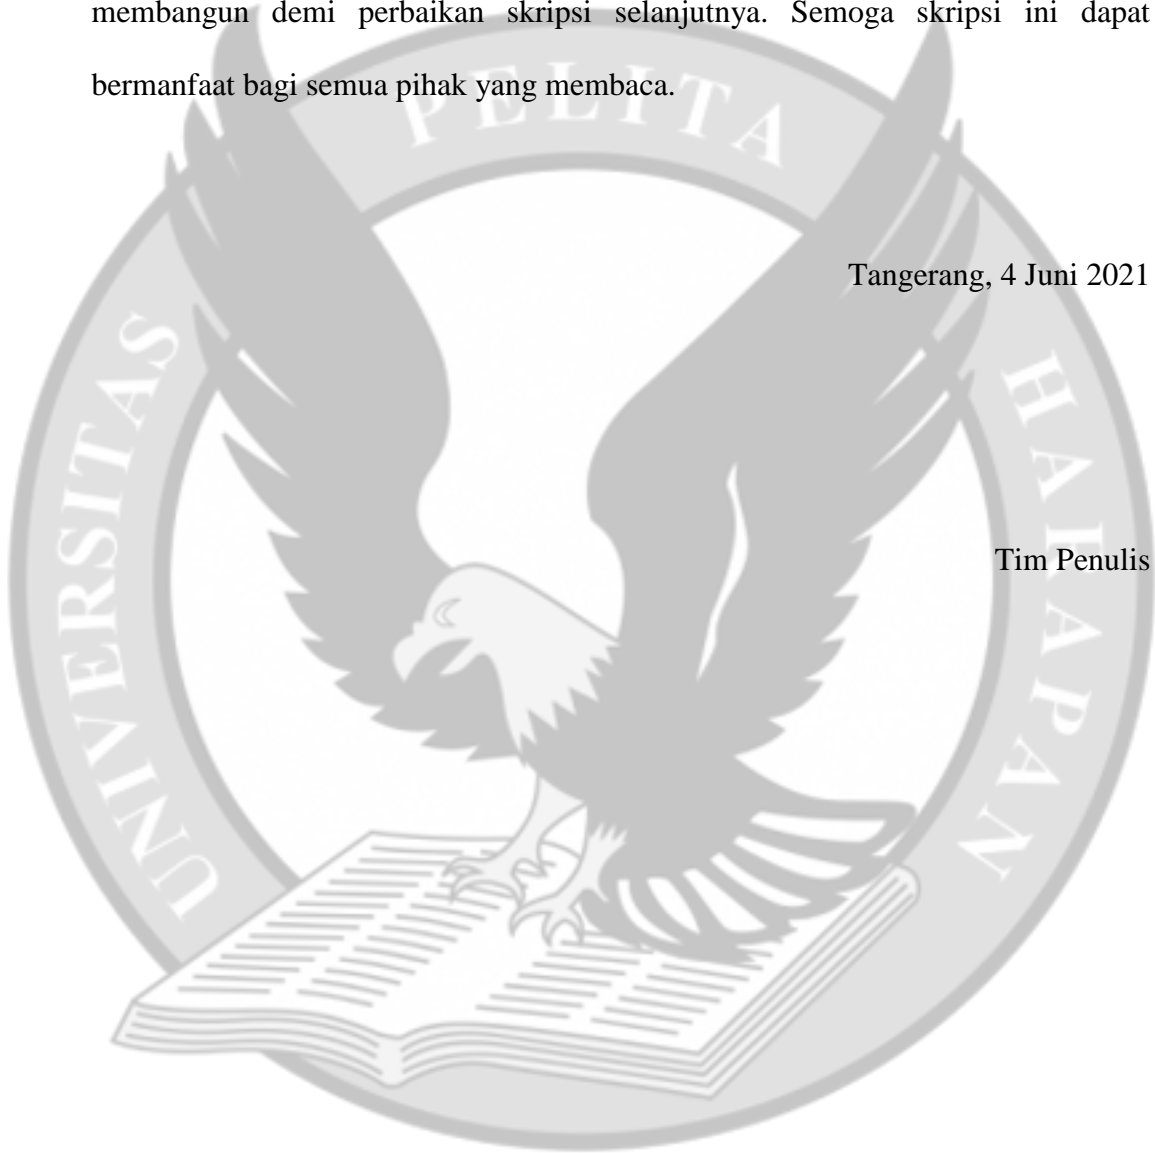 membangun demi perbaikan skripsi selanjutnya. Semoga skripsi ini dapat
bermanfaat bagi semua pihak yang membaca.
PELITA
Tangerang, 4 Juni 2021
UNIVERSITAS
HARAPAN
Tim Penulis